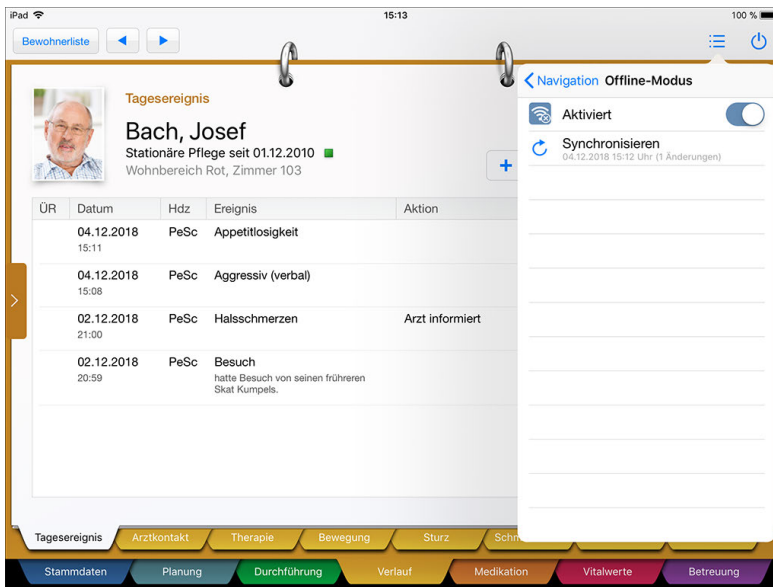 iPad 15:13 100 %
Bewohnerliste
Navigation Offline-Modus
Aktiviert
Synchronisieren
04.12.2018 15:12 Uhr (1 Änderungen)
Tagesereignis
Bach, Josef
Stationäre Pflege seit 01.12.2010
Wohnbereich Rot, Zimmer 103
+
ÜR Datum Hdz Ereignis Aktion
04.12.2018 PeSc Appetitlosigkeit
15:11
04.12.2018 PeSc Aggressiv (verbal)
15:08
02.12.2018 PeSc Halsschmerzen Arzt informiert
21:00
02.12.2018 PeSc Besuch
20:59 hatte Besuch von seinen frühreren
Skat Kumpels.
Tagesereignis Arztkontakt Therapie Bewegung Sturz Schm
Stammdaten Planung Durchführung Verlauf Medikation Vitalwerte Betreuung